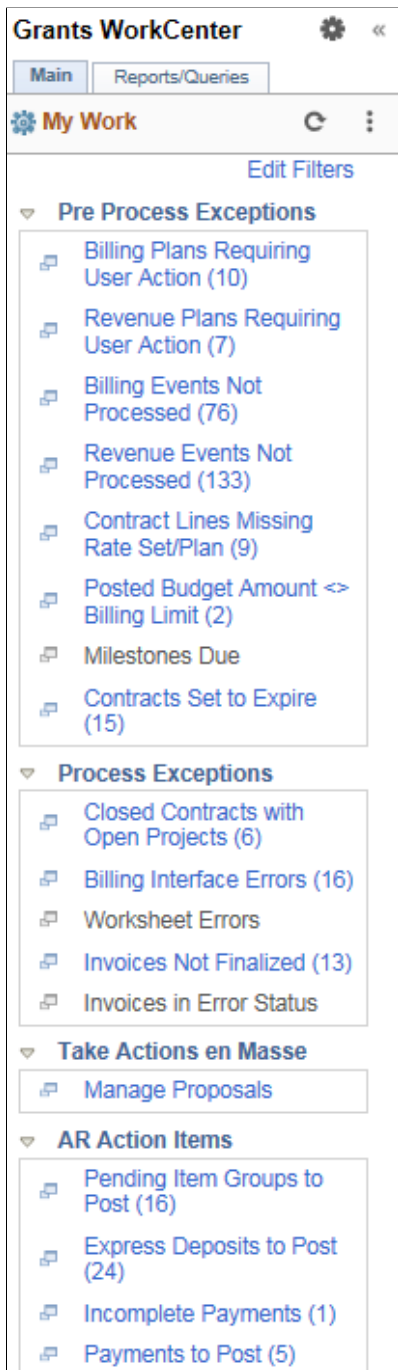 Grants WorkCenter «
Main Reports/Queries
My Work
Edit Filters
Pre Process Exceptions
Billing Plans Requiring
User Action (10)
Revenue Plans Requiring
User Action (7)
Billing Events Not
Processed (76)
Revenue Events Not
Processed (133)
Contract Lines Missing
Rate Set/Plan (9)
Posted Budget Amount <>
Billing Limit (2)
Milestones Due
Contracts Set to Expire
(15)
Process Exceptions
Closed Contracts with
Open Projects (6)
Billing Interface Errors (16)
Worksheet Errors
Invoices Not Finalized (13)
Invoices in Error Status
Take Actions en Masse
Manage Proposals
AR Action Items
Pending Item Groups to
Post (16)
Express Deposits to Post
(24)
Incomplete Payments (1)
Payments to Post (5)